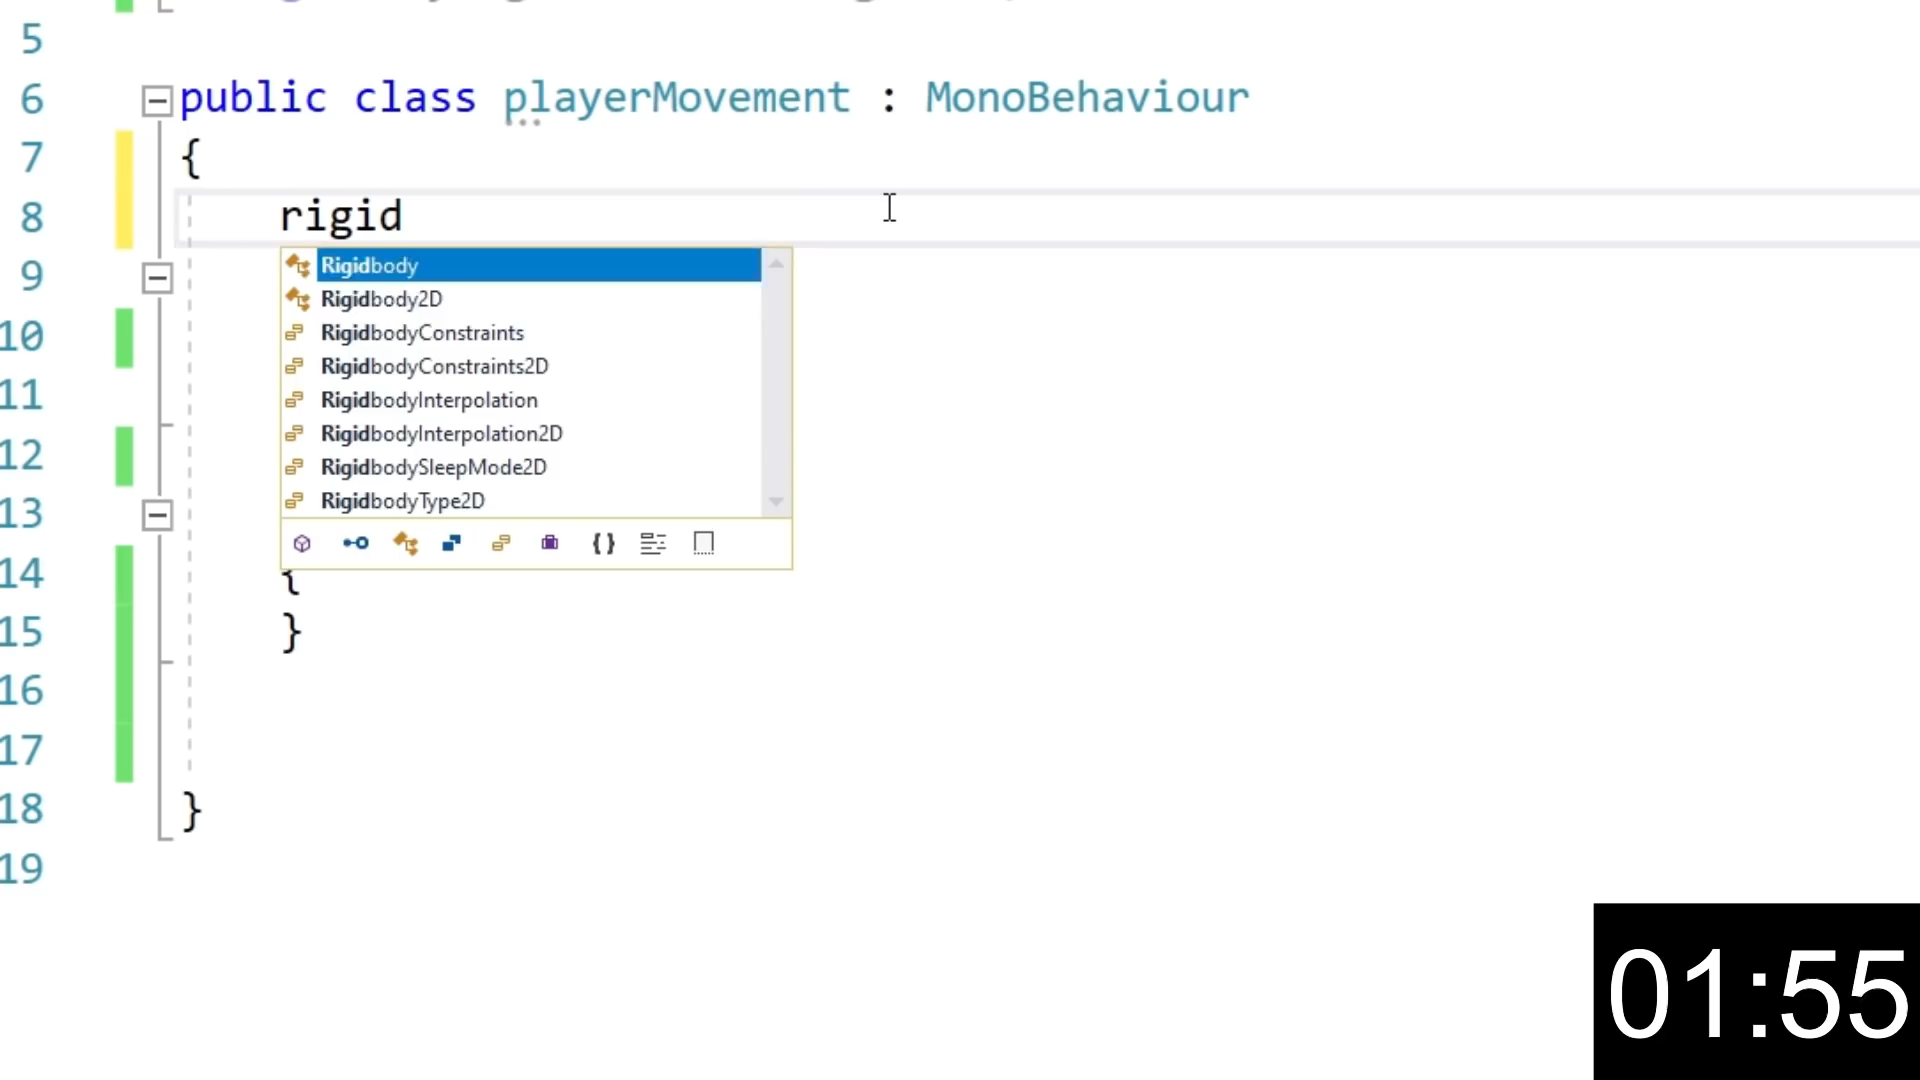 5
6 public class playerMovement : MonoBehaviour
7 {
8 rigid
9 Rigidbody
Rigidbody2D
10 RigidbodyConstraints
RigidbodyConstraints2D
11 RigidbodyInterpolation
12 RigidbodyInterpolation2D
RigidbodySleepMode2D
13 RigidbodyType2D
{ }
14 {
15 }
16
17
18 }
19
01:55